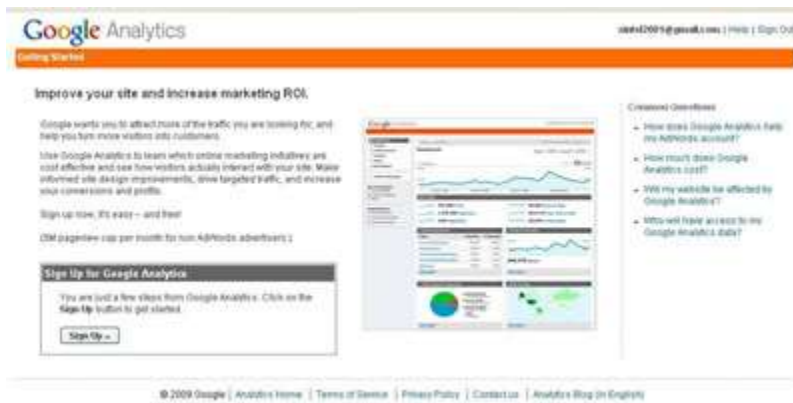 Google Analytics
Help | Sign Out
Getting Started
Improve your site and increase marketing ROI.
Google wants you to attract more of the traffic you are looking for, and
help you turn more visitors into customers.
Use Google Analytics to learn which online marketing initiatives are
cost effective and see how visitors actually interact with your site. Make
informed site design improvements, drive targeted traffic, and increase
your conversions and profits.
Sign up now, it's easy - and free!
(5M pageview cap per month for non AdWords advertisers.)
Sign Up for Google Analytics
You are just a few steps from Google Analytics. Click on the
Sign Up button to get started.
Sign Up »
Common Questions
How does Google Analytics help
my AdWords account?
How much does Google
Analytics cost?
Will my website be affected by
Google Analytics?
Who will have access to my
Google Analytics data?
© 2009 Google | Analytics Home | Terms of Service | Privacy Policy | Contact us | Analytics Blog (in English)